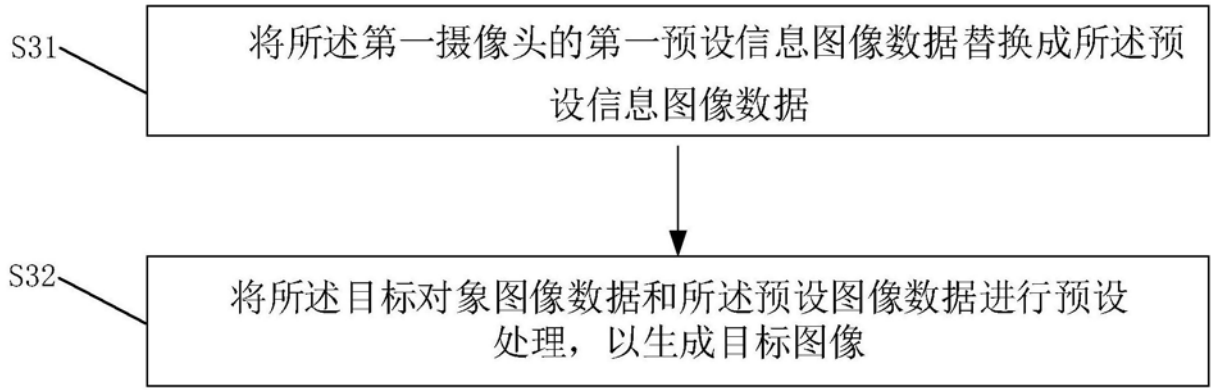 S31
将所述第一摄像头的第一预设信息图像数据替换成所述预
设信息图像数据
S32
将所述目标对象图像数据和所述预设图像数据进行预设
处理，以生成目标图像